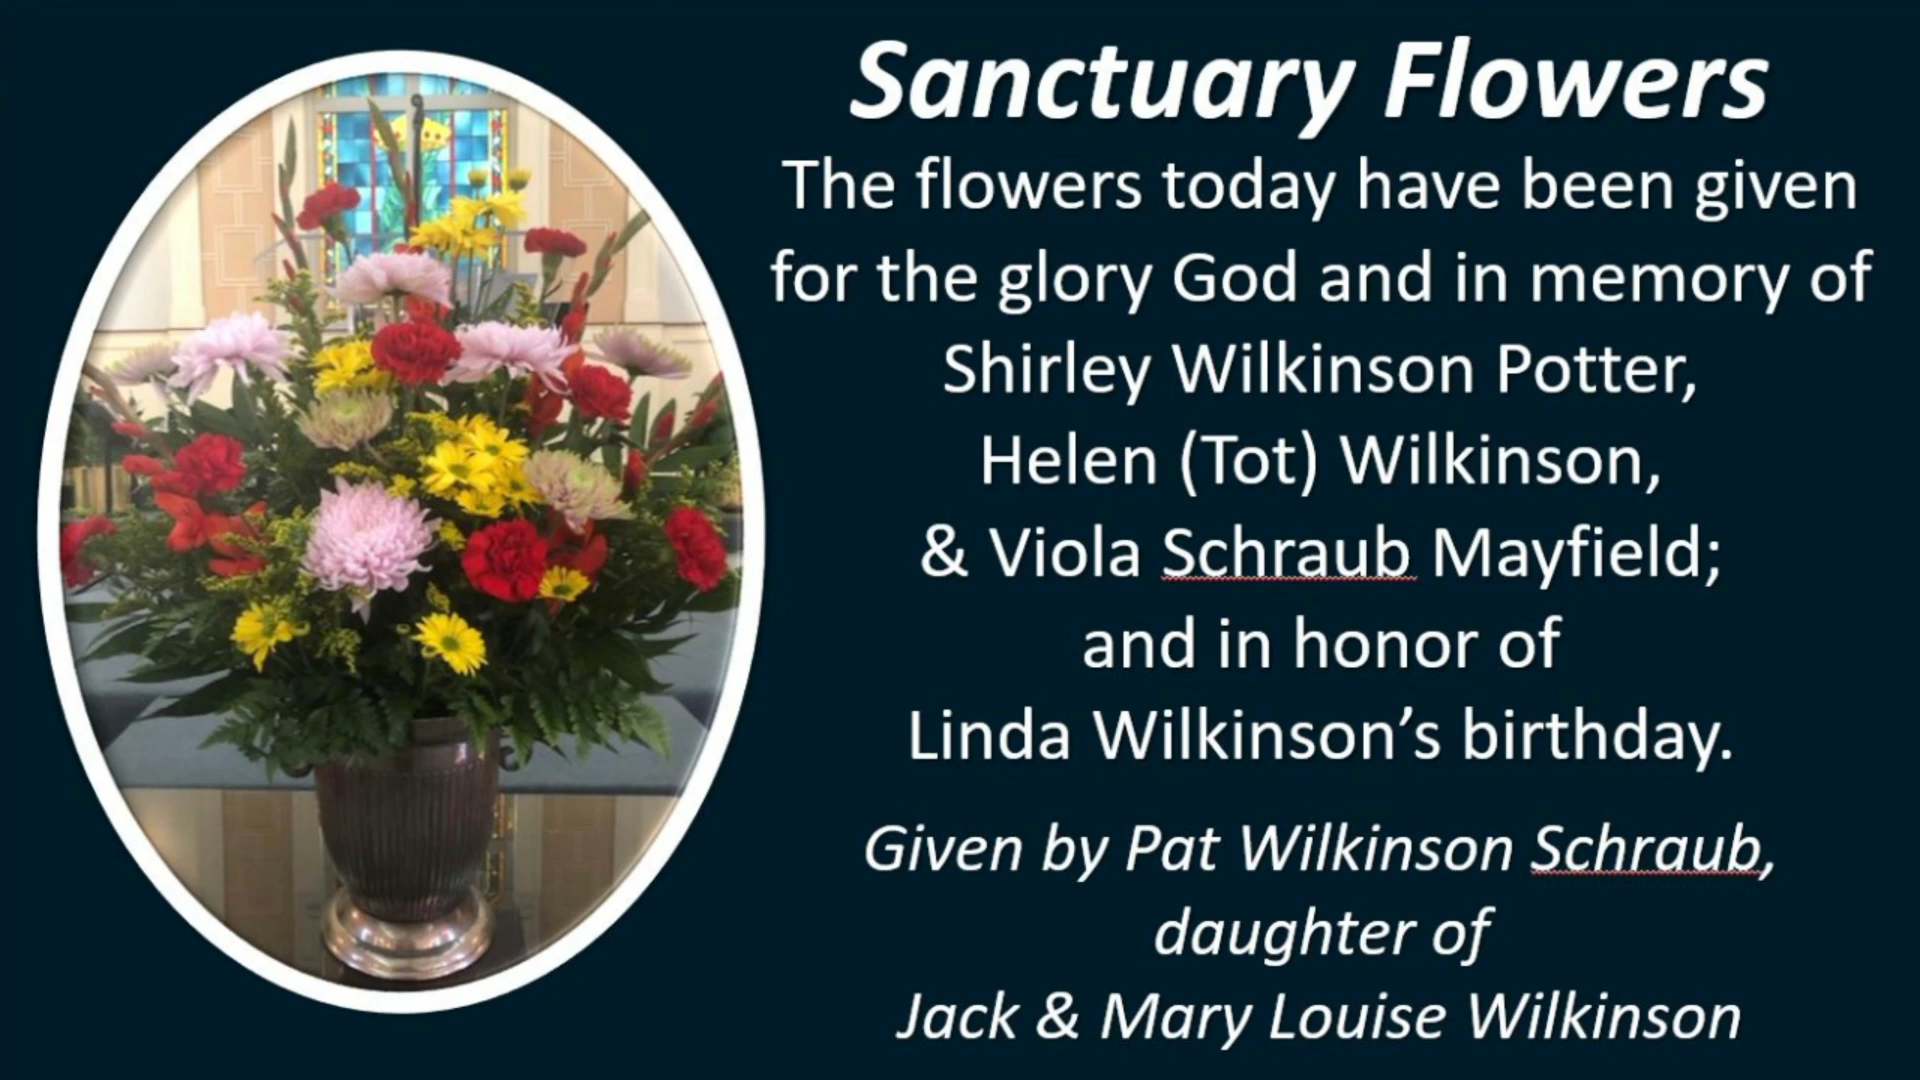 Sanctuary Flowers
The flowers today have been given
for the glory God and in memory of
Shirley Wilkinson Potter,
Helen (Tot) Wilkinson,
& Viola Schraub Mayfield;
and in honor of
Linda Wilkinson’s birthday.
Given by Pat Wilkinson Schraub,
daughter of
Jack & Mary Louise Wilkinson